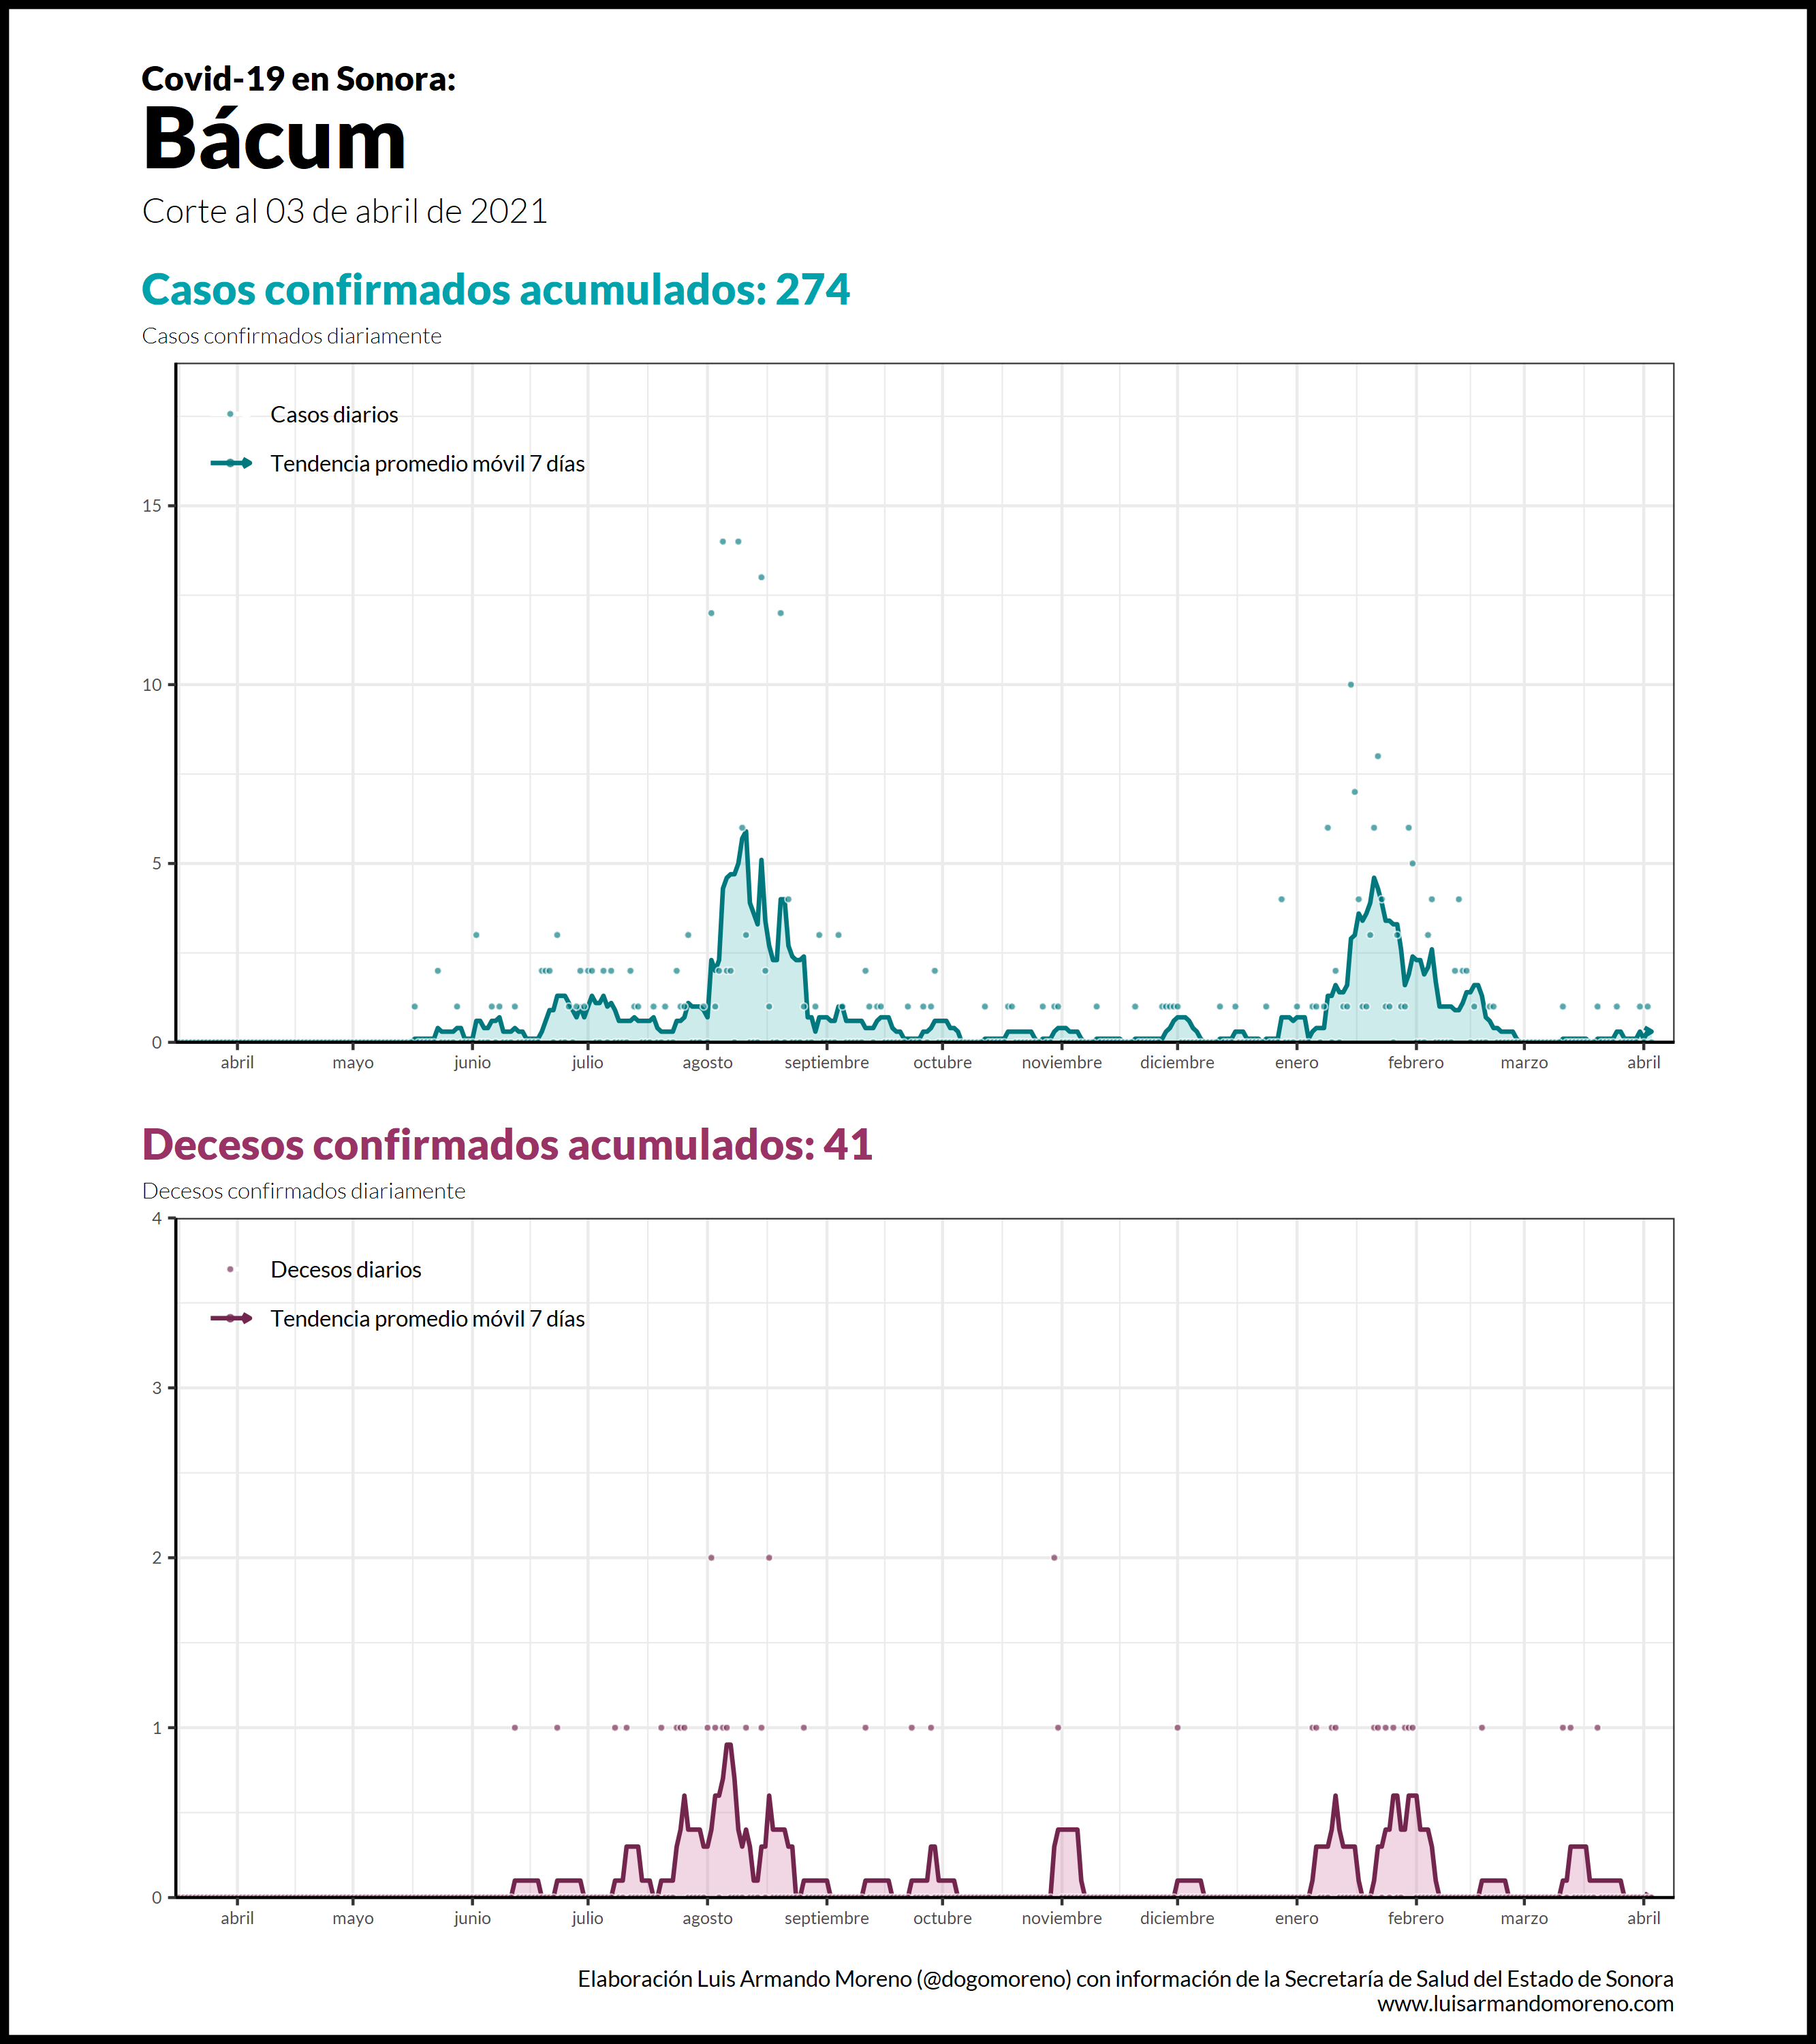 Covid-19 en Sonora:
Bácum
Corte al 03 de abril de 2021
Casos confirmados acumulados: 274
Casos confirmados diariamente
Casos diarios
Tendencia promedio móvil 7 días
15
10
5
0
abril mayo junio julio agosto septiembre octubre noviembre diciembre enero febrero marzo abril
Decesos confirmados acumulados: 41
Decesos confirmados diariamente
4
Decesos diarios
Tendencia promedio móvil 7 días
3
2
1
0
abril mayo junio julio agosto septiembre octubre noviembre diciembre enero febrero marzo abril
Elaboración Luis Armando Moreno (@dogomoreno) con información de la Secretaría de Salud del Estado de Sonora
www.luisarmandomoreno.com